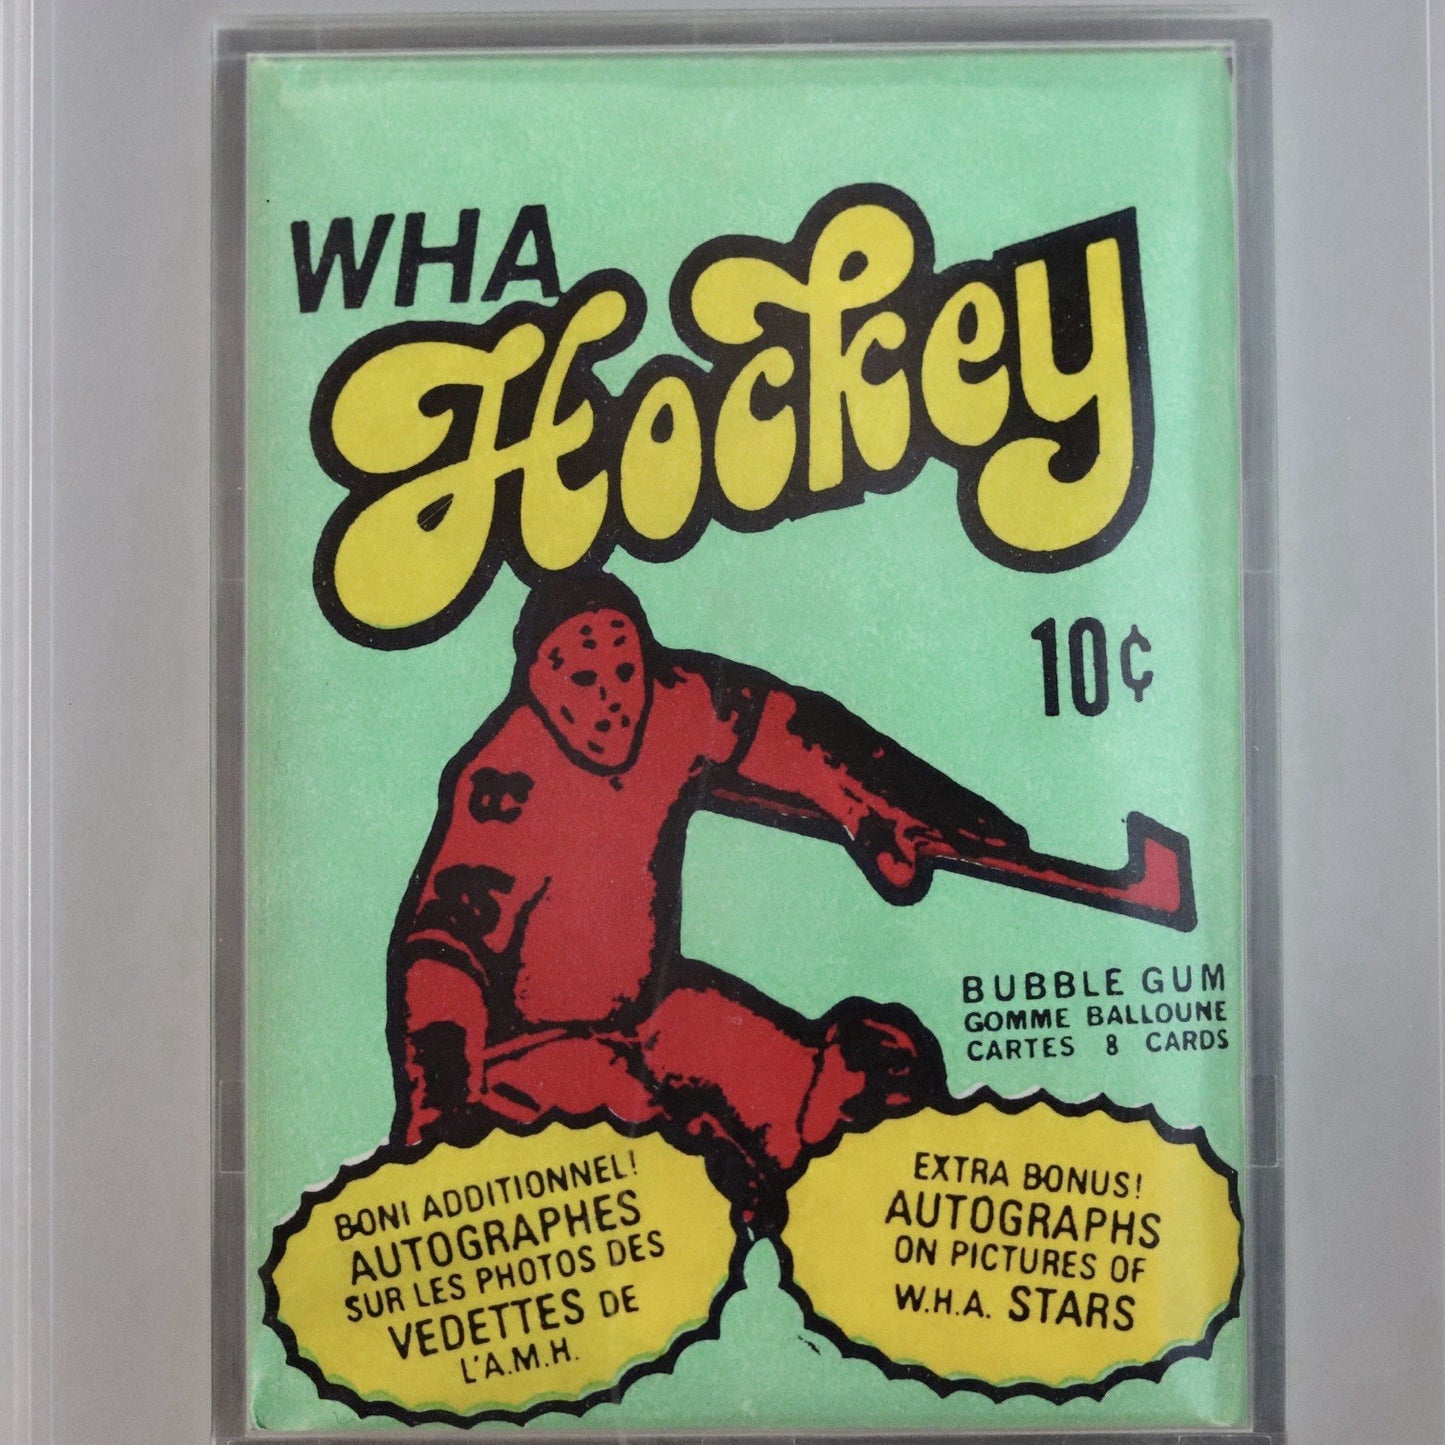 WHA
Hockey
10¢
BUBBLE GUM
GOMME BALLOUNE
CARTES 8 CARDS
BONI ADDITIONNEL!
AUTOGRAPHES
SUR LES PHOTOS DES
VEDETTES DE
L'A.M.H.
EXTRA BONUS!
AUTOGRAPHS
ON PICTURES OF
W.H.A. STARS